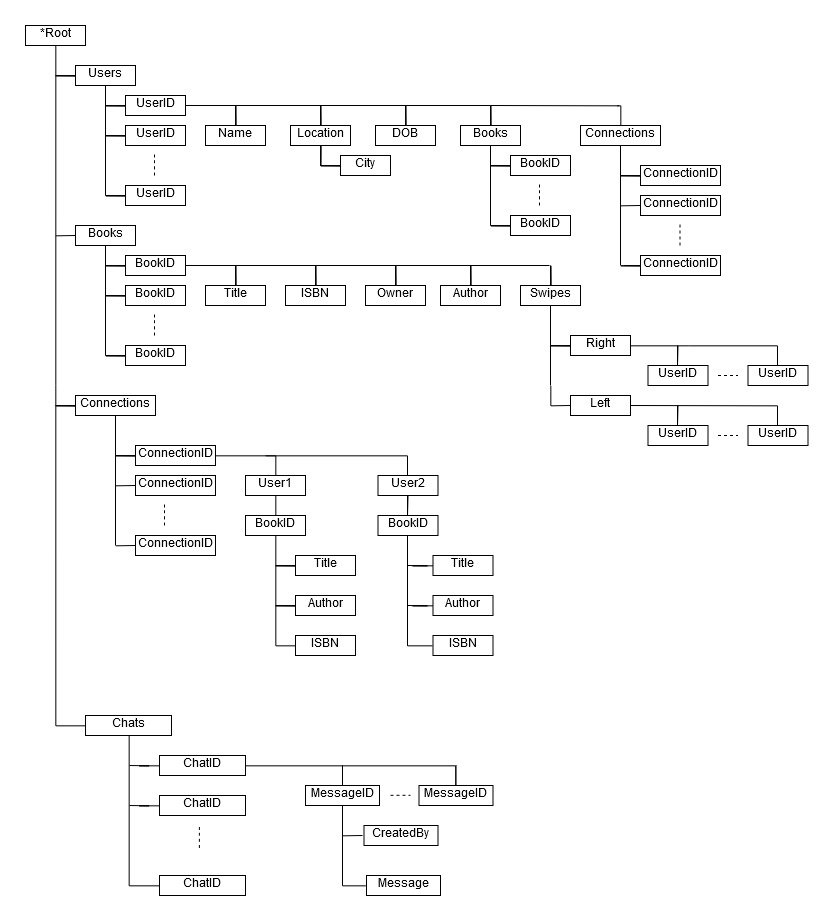 *Root
Users
UserID
UserID
Name
Location
DOB
Books
Connections
City
BookID
ConnectionID
UserID
ConnectionID
BookID
Books
BookID
ConnectionID
BookID
Title
ISBN
Owner
Author
Swipes
BookID
Right
UserID
UserID
Connections
Left
UserID
UserID
ConnectionID
ConnectionID
User1
User2
BookID
BookID
ConnectionID
Title
Title
Author
Author
ISBN
ISBN
Chats
ChatID
ChatID
MessageID
MessageID
CreatedBy
ChatID
Message